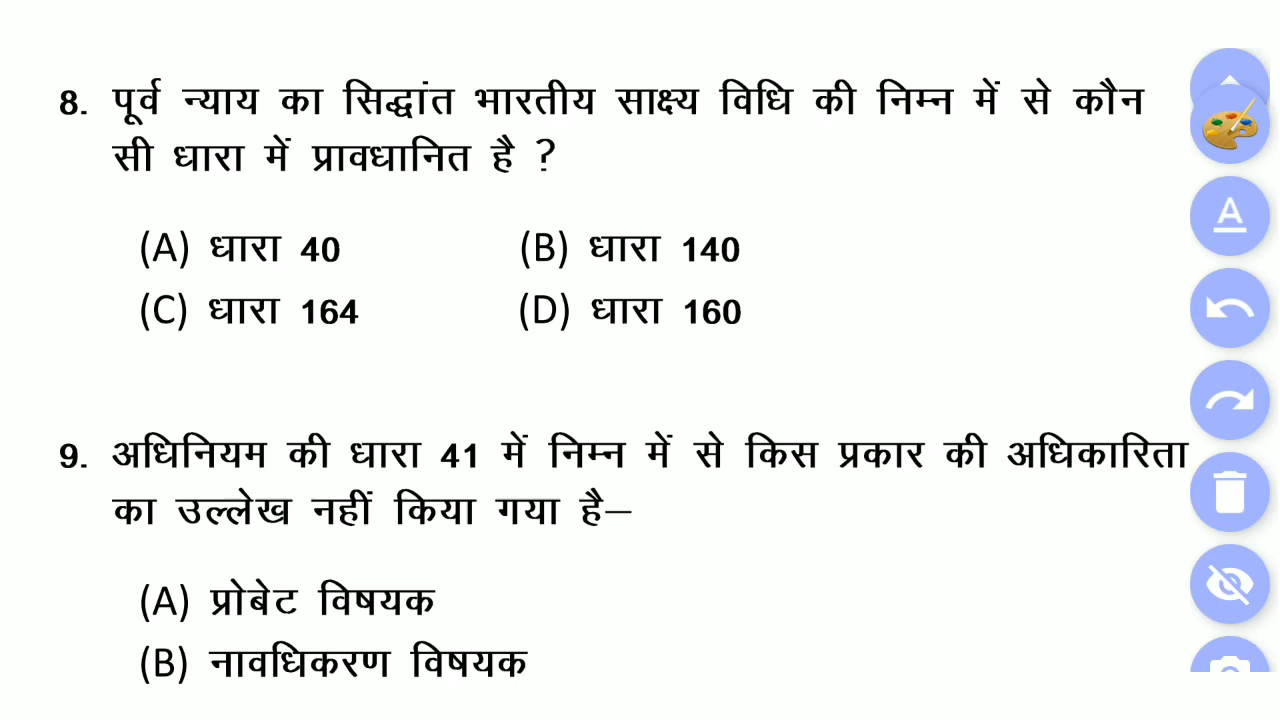 8. पूर्व न्याय का सिद्धांत भारतीय साक्ष्य विधि की निम्न में से कौन
सी धारा में प्रावधानित है ?
(A) धारा 40 (B) धारा 140
(C) धारा 164 (D) धारा 160
9. अधिनियम की धारा 41 में निम्न में से किस प्रकार की अधिकारिता
का उल्लेख नहीं किया गया है–
(A) प्रोबेट विषयक
(B) नावधिकरण विषयक
A